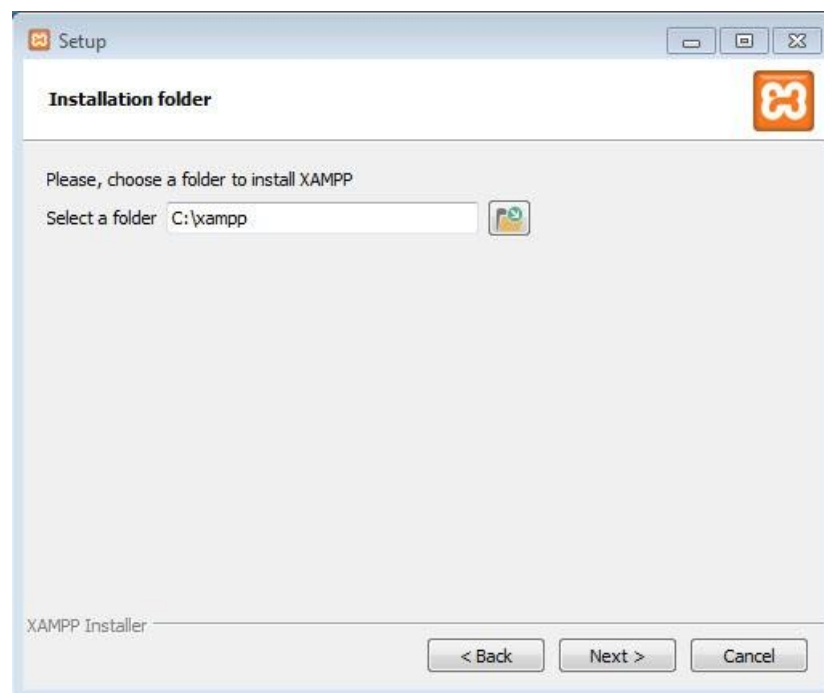 Setup
Installation folder
Please, choose a folder to install XAMPP
Select a folder C:\xampp
XAMPP Installer
< Back Next > Cancel